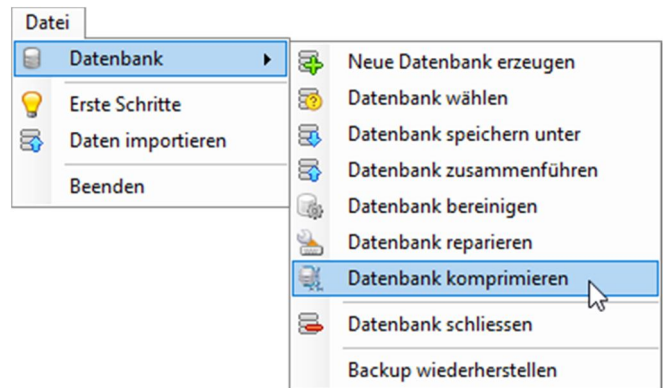 Datei
Datenbank
Erste Schritte
Daten importieren
Beenden
Neue Datenbank erzeugen
Datenbank wählen
Datenbank speichern unter
Datenbank zusammenführen
Datenbank bereinigen
Datenbank reparieren
Datenbank komprimieren
Datenbank schliessen
Backup wiederherstellen